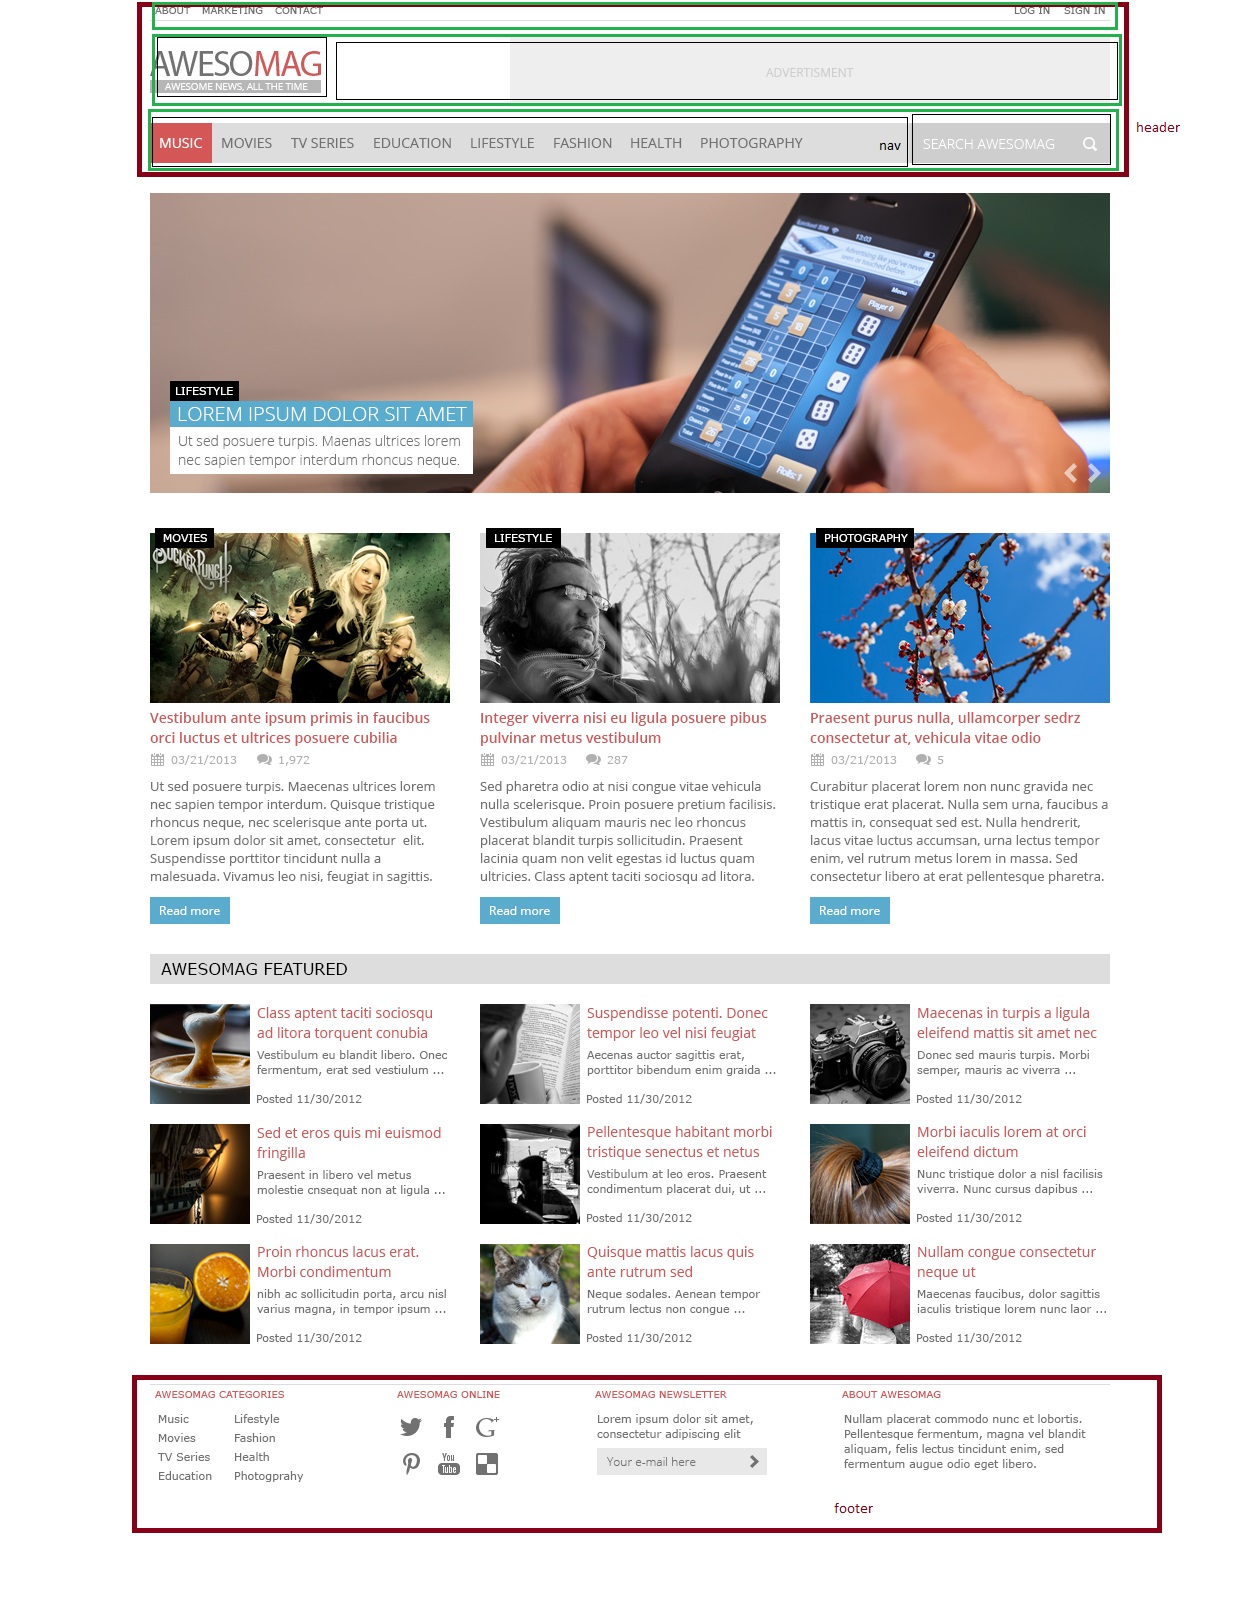 ABOUT MARKETING CONTACT LOG IN SIGN IN
AWESOMAG
AWESOME NEWS, ALL THE TIME
ADVERTISMENT
header
MUSIC MOVIES TV SERIES EDUCATION LIFESTYLE FASHION HEALTH PHOTOGRAPHY nav SEARCH AWESOMAG
LIFESTYLE
LOREM IPSUM DOLOR SIT AMET
Ut sed posuere turpis. Maenas ultrices lorem
nec sapien tempor interdum rhoncus neque.
13:03
Menu
Player 0
Rolls: 1
MOVIES
SUCKER PUNCH
Vestibulum ante ipsum primis in faucibus
orci luctus et ultrices posuere cubilia
03/21/2013 1,972
Ut sed posuere turpis. Maecenas ultrices lorem
nec sapien tempor interdum. Quisque tristique
rhoncus neque, nec scelerisque ante porta ut.
Lorem ipsum dolor sit amet, consectetur elit.
Suspendisse porttitor tincidunt nulla a
malesuada. Vivamus leo nisi, feugiat in sagittis.
Read more
LIFESTYLE
Integer viverra nisi eu ligula posuere pibus
pulvinar metus vestibulum
03/21/2013 287
Sed pharetra odio at nisi congue vitae vehicula
nulla scelerisque. Proin posuere pretium facilisis.
Vestibulum aliquam mauris nec leo rhoncus
placerat blandit turpis sollicitudin. Praesent
lacinia quam non velit egestas id luctus quam
ultricies. Class aptent taciti sociosqu ad litora.
Read more
PHOTOGRAPHY
Praesent purus nulla, ullamcorper sedrz
consectetur at, vehicula vitae odio
03/21/2013 5
Curabitur placerat lorem non nunc gravida nec
tristique erat placerat. Nulla sem urna, faucibus a
mattis in, consequat sed est. Nulla hendrerit,
lacus vitae luctus accumsan, urna lectus tempor
enim, vel rutrum metus lorem in massa. Sed
consectetur libero at erat pellentesque pharetra.
Read more
AWESOMAG FEATURED
Class aptent taciti sociosqu
ad litora torquent conubia
Vestibulum eu blandit libero. Onec
fermentum, erat sed vestiulum ...
Posted 11/30/2012
Suspendisse potenti. Donec
tempor leo vel nisi feugiat
Aecenas auctor sagittis erat,
porttitor bibendum enim graida ...
Posted 11/30/2012
Maecenas in turpis a ligula
eleifend mattis sit amet nec
Donec sed mauris turpis. Morbi
semper, mauris ac viverra ...
Posted 11/30/2012
Sed et eros quis mi euismod
fringilla
Praesent in libero vel metus
molestie cnsequat non at ligula ...
Posted 11/30/2012
Pellentesque habitant morbi
tristique senectus et netus
Vestibulum at leo eros. Praesent
condimentum placerat dui, ut ...
Posted 11/30/2012
Morbi iaculis lorem at orci
eleifend dictum
Nunc tristique dolor a nisl facilisis
viverra. Nunc cursus dapibus ...
Posted 11/30/2012
Proin rhoncus lacus erat.
Morbi condimentum
nibh ac sollicitudin porta, arcu nisl
varius magna, in tempor ipsum ...
Posted 11/30/2012
Quisque mattis lacus quis
ante rutrum sed
Neque sodales. Aenean tempor
rutrum lectus non congue ...
Posted 11/30/2012
Nullam congue consectetur
neque ut
Maecenas faucibus, dolor sagittis
iaculis tristique lorem nunc laor ...
Posted 11/30/2012
AWESOMAG CATEGORIES
Music Lifestyle
Movies Fashion
TV Series Health
Education Photogprahy
AWESOMAG ONLINE
You
Tube
AWESOMAG NEWSLETTER
Lorem ipsum dolor sit amet,
consectetur adipiscing elit
Your e-mail here
ABOUT AWESOMAG
Nullam placerat commodo nunc et lobortis.
Pellentesque fermentum, magna vel blandit
aliquam, felis lectus tincidunt enim, sed
fermentum augue odio eget libero.
footer